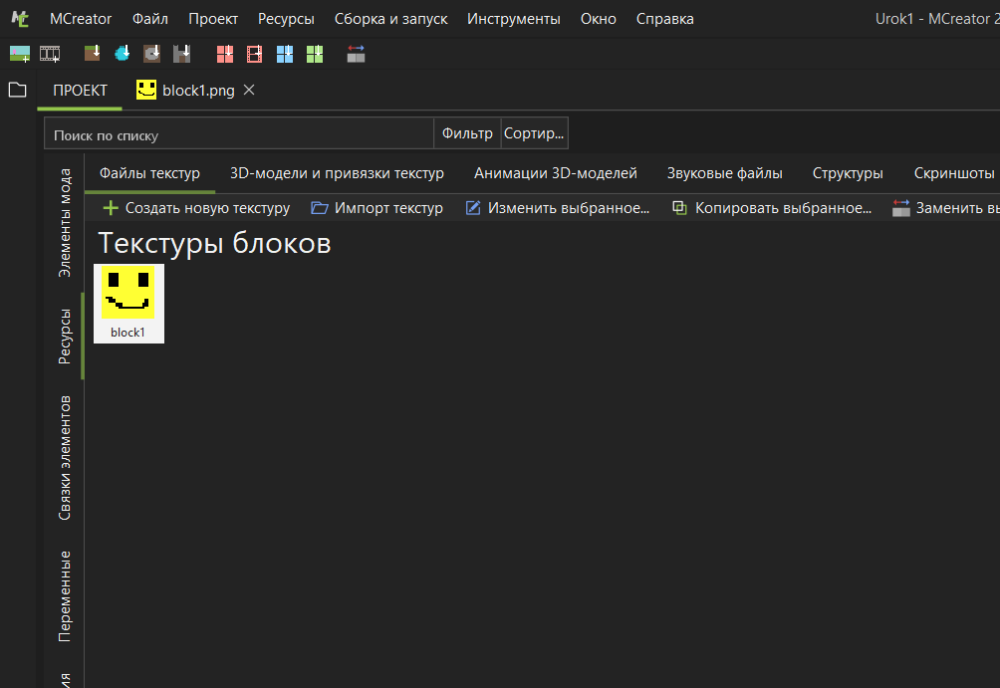 MCreator Файл Проект Ресурсы Сборка и запуск Инструменты Окно Справка Urok1 - MCreator 2
ПРОЕКТ block1.png
Поиск по списку Фильтр Сортир...
Файлы текстур 3D-модели и привязки текстур Анимации 3D-моделей Звуковые файлы Структуры Скриншоты
Создать новую текстуру Импорт текстур Изменить выбранное... Копировать выбранное... Заменить вы
Текстуры блоков
block1
Элементы мода
Ресурсы
Связки элементов
Переменные
ия